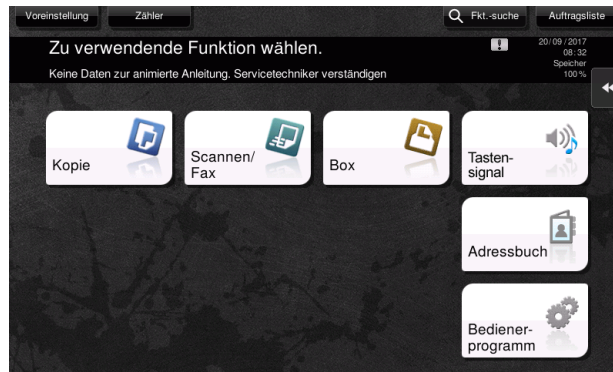 Voreinstellung
Zähler
Fkt.-suche
Auftragsliste
Zu verwendende Funktion wählen.
Keine Daten zur animierte Anleitung. Servicetechniker verständigen
20/09/2017
08:32
Speicher
100%
Kopie
Scannen/
Fax
Box
Tasten-
signal
Adressbuch
Bediener-
programm